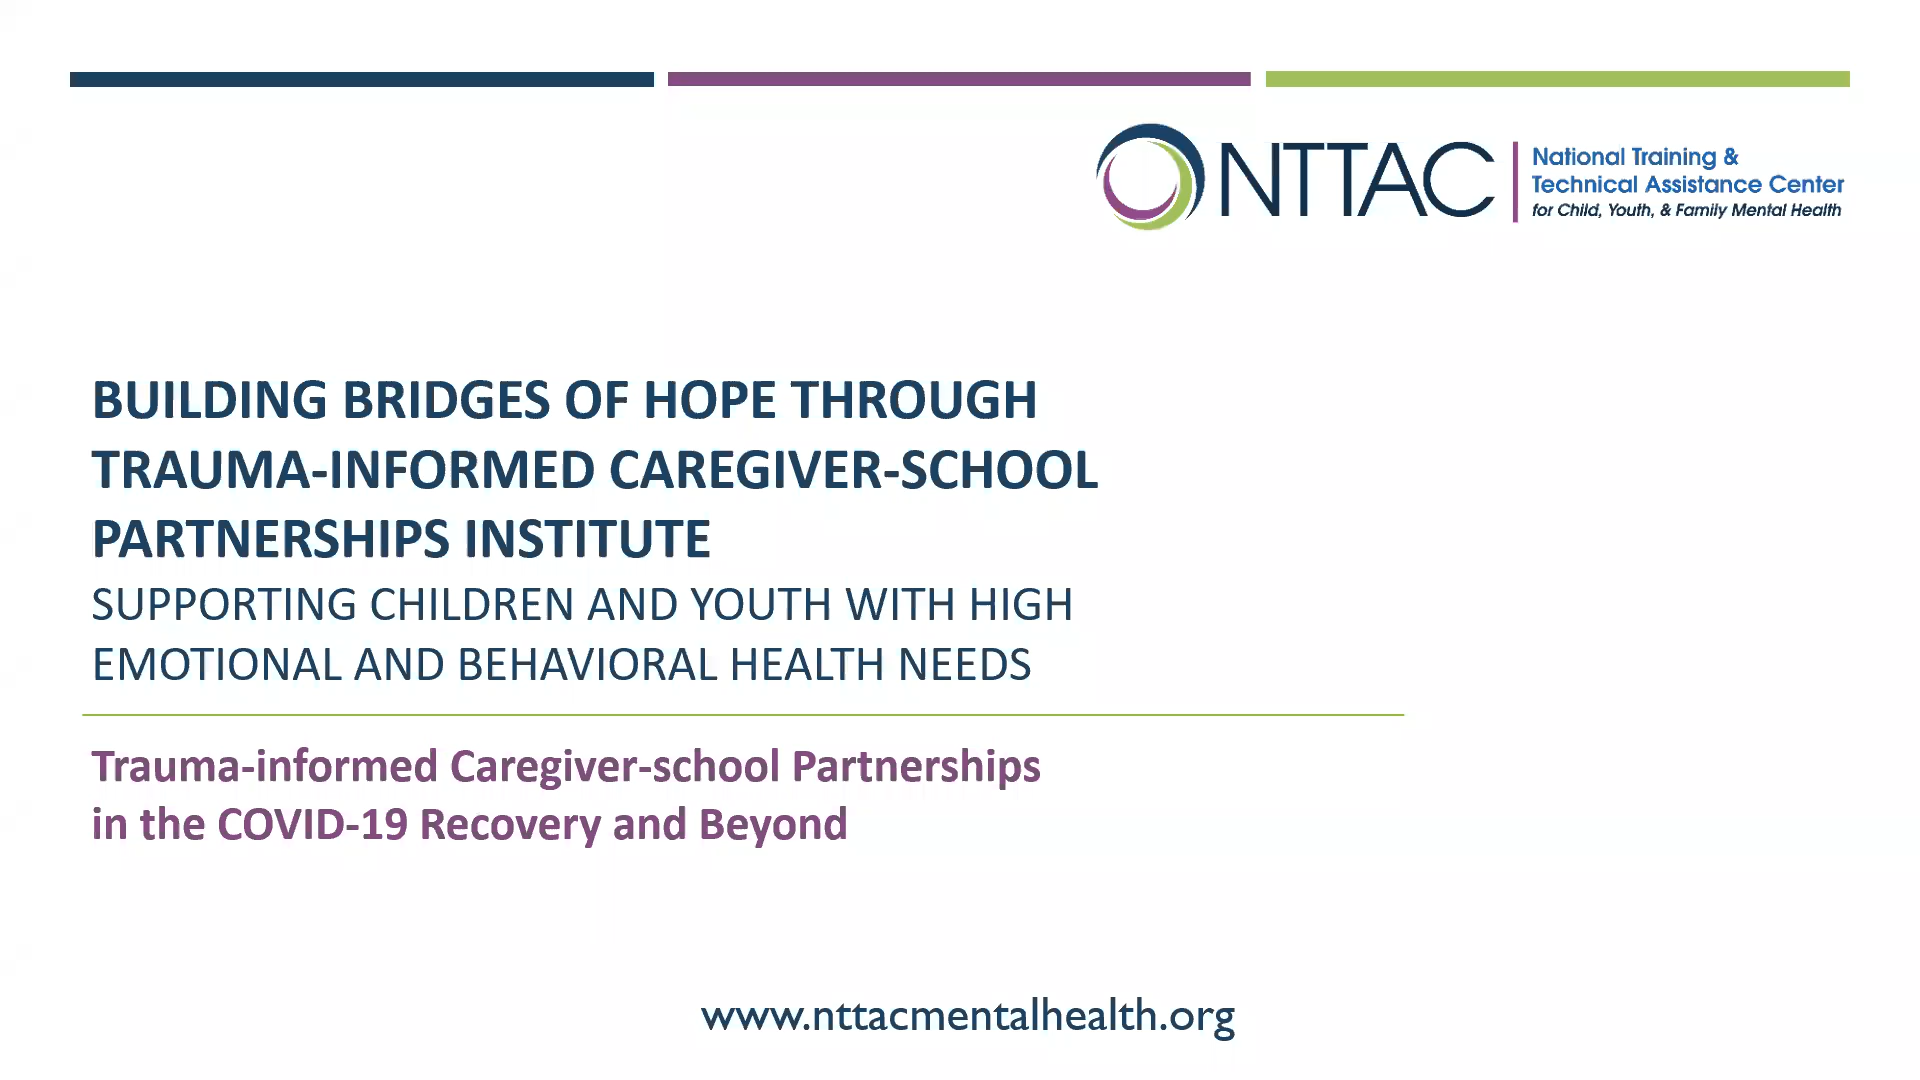 NTTAC
National Training &
Technical Assistance Center
for Child, Youth, & Family Mental Health
BUILDING BRIDGES OF HOPE THROUGH
TRAUMA-INFORMED CAREGIVER-SCHOOL
PARTNERSHIPS INSTITUTE
SUPPORTING CHILDREN AND YOUTH WITH HIGH
EMOTIONAL AND BEHAVIORAL HEALTH NEEDS
Trauma-informed Caregiver-school Partnerships
in the COVID-19 Recovery and Beyond
www.nttacmentalhealth.org